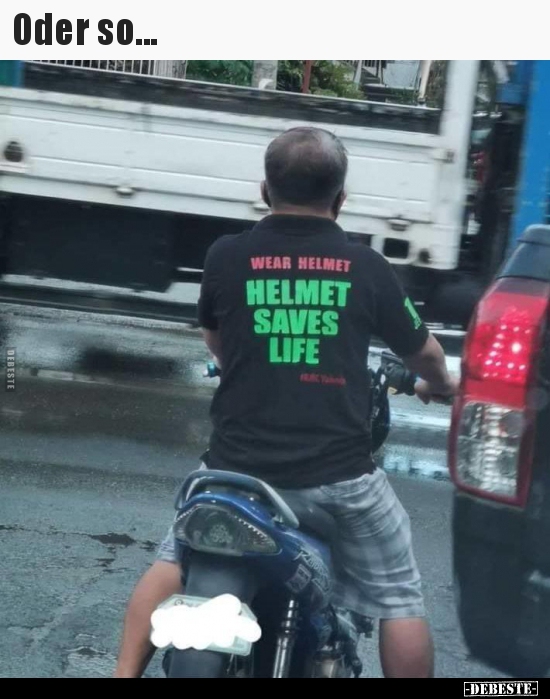 Oder so...
WEAR HELMET
HELMET
SAVES
LIFE
DEBESTE
-DEBESTE-